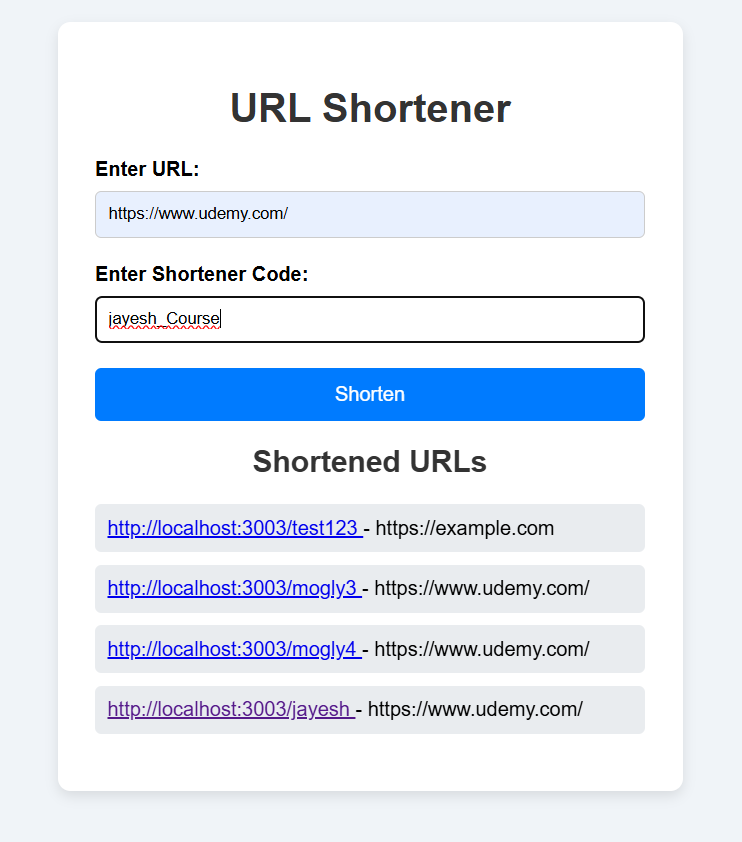 URL Shortener
Enter URL:
https://www.udemy.com/
Enter Shortener Code:
jayesh_Course
Shorten
Shortened URLs
http://localhost:3003/test123 - https://example.com
http://localhost:3003/mogly3 - https://www.udemy.com/
http://localhost:3003/mogly4 - https://www.udemy.com/
http://localhost:3003/jayesh - https://www.udemy.com/